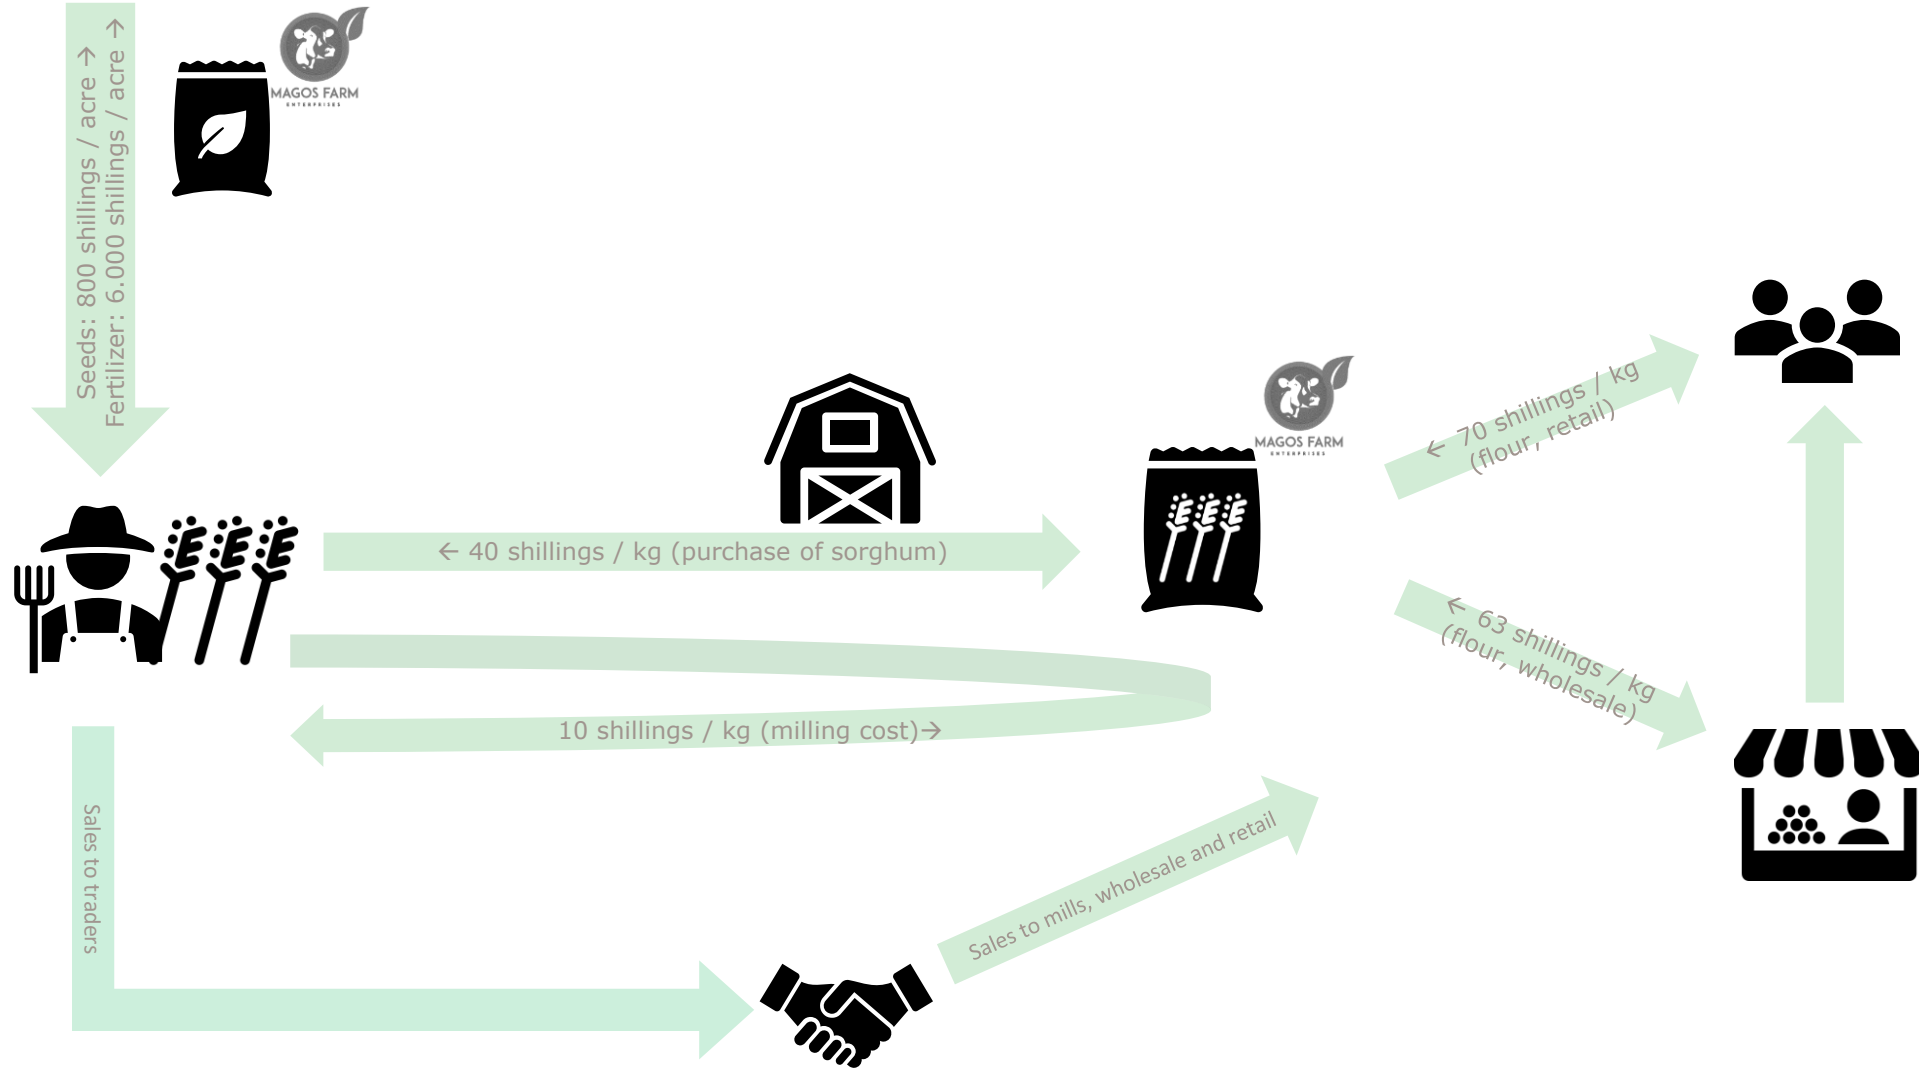 Seeds: 800 shillings / acre →
Fertilizer: 6.000 shillings / acre →
MAGOS FARM
ENTERPRISES
← 40 shillings / kg (purchase of sorghum)
MAGOS FARM
ENTERPRISES
← 70 shillings / kg
(flour, retail)
← 63 shillings / kg
(flour, wholesale)
10 shillings / kg (milling cost)→
Sales to traders
Sales to mills, wholesale and retail